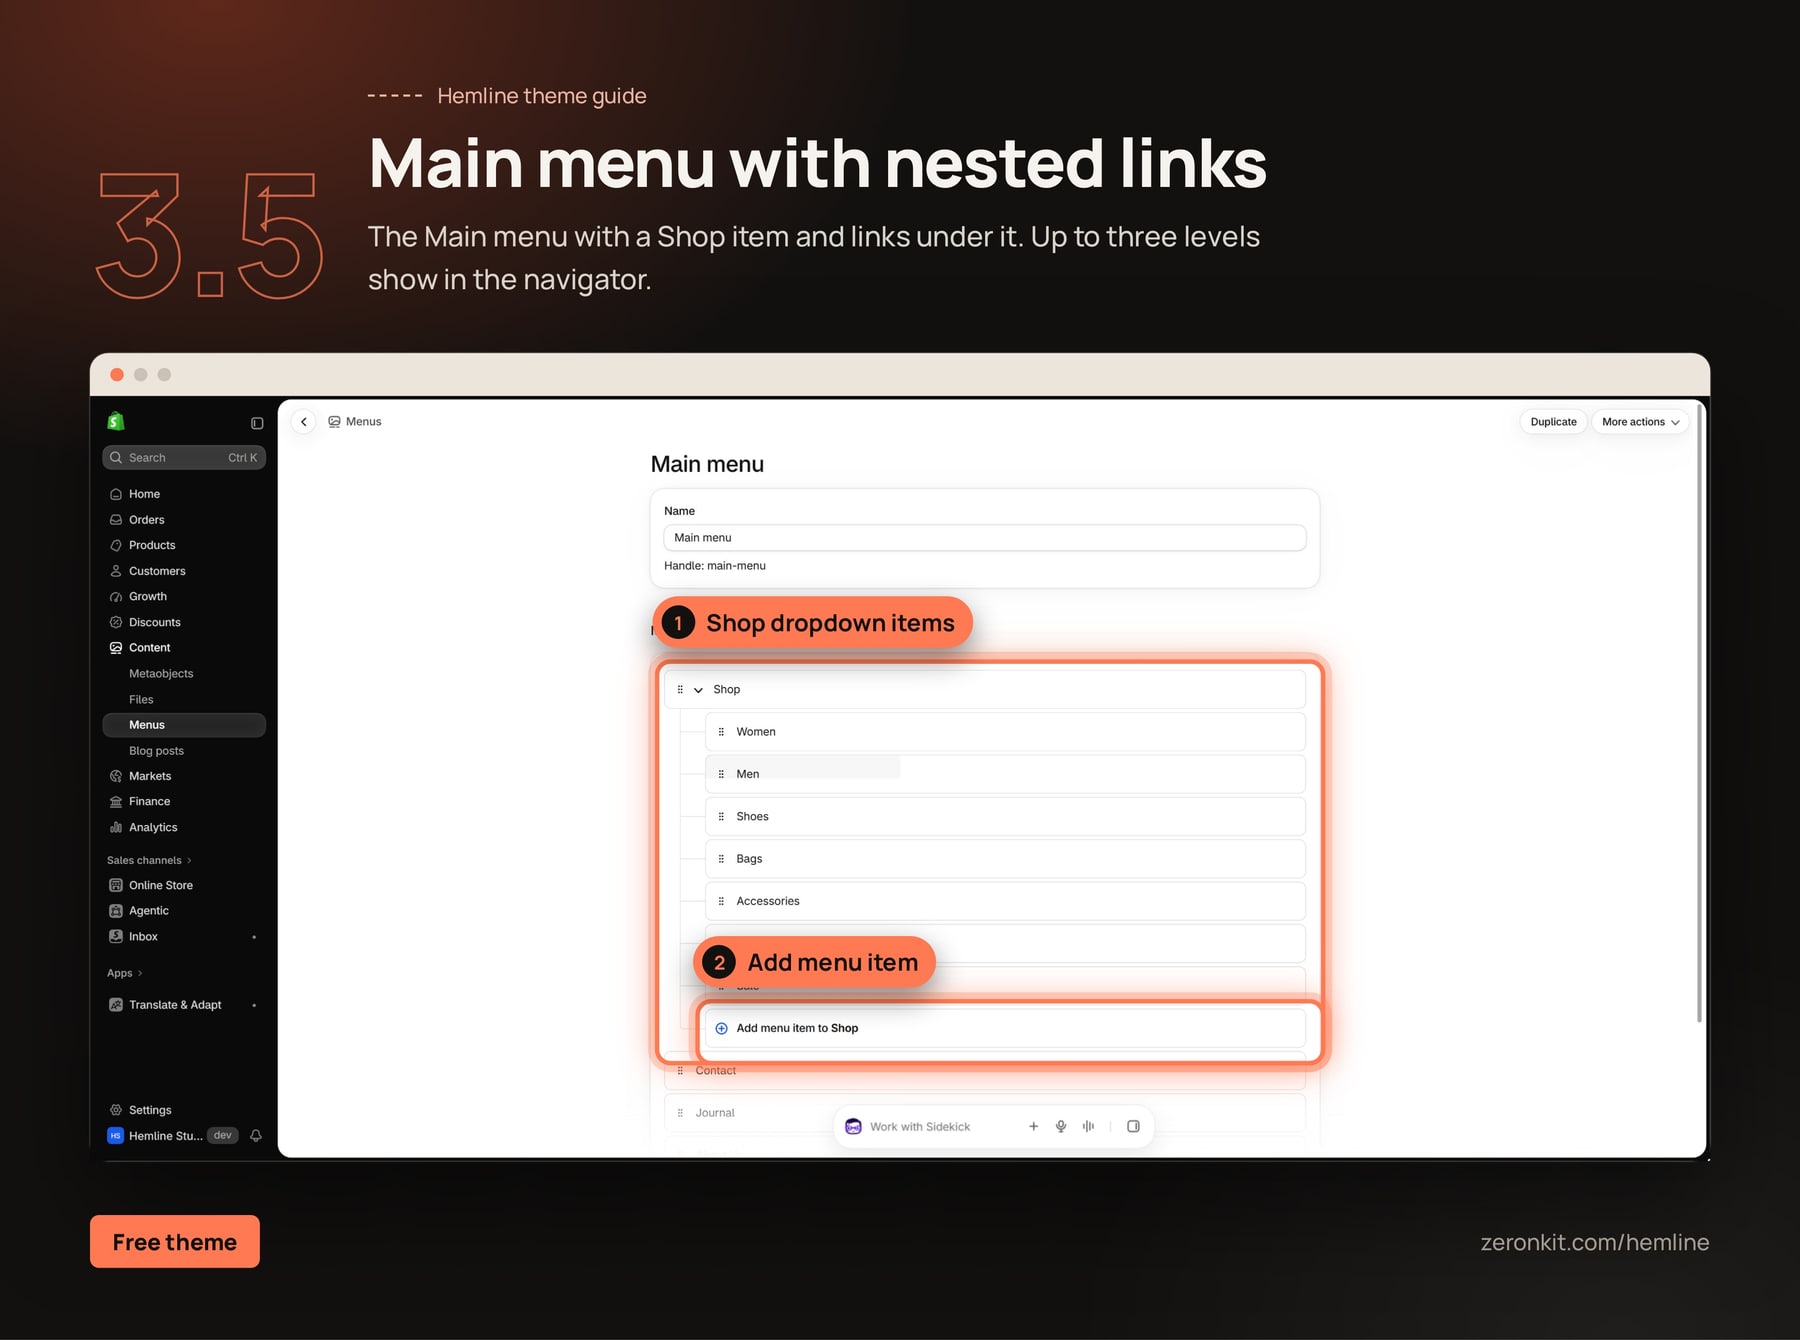 Hemline theme guide
3.5
Main menu with nested links
The Main menu with a Shop item and links under it. Up to three levels
show in the navigator.
Search Ctrl K
Home
Orders
Products
Customers
Growth
Discounts
Content
Metaobjects
Files
Menus
Blog posts
Markets
Finance
Analytics
Sales channels
Online Store
Agentic
Inbox
Apps
Translate & Adapt
Settings
HS Hemline Stu... dev
Menus
Duplicate
More actions
Main menu
Name
Main menu
Handle: main-menu
1 Shop dropdown items
Shop
Women
Men
Shoes
Bags
Accessories
2 Add menu item
Add menu item to Shop
Contact
Journal
Work with Sidekick
Free theme
zeronkit.com/hemline